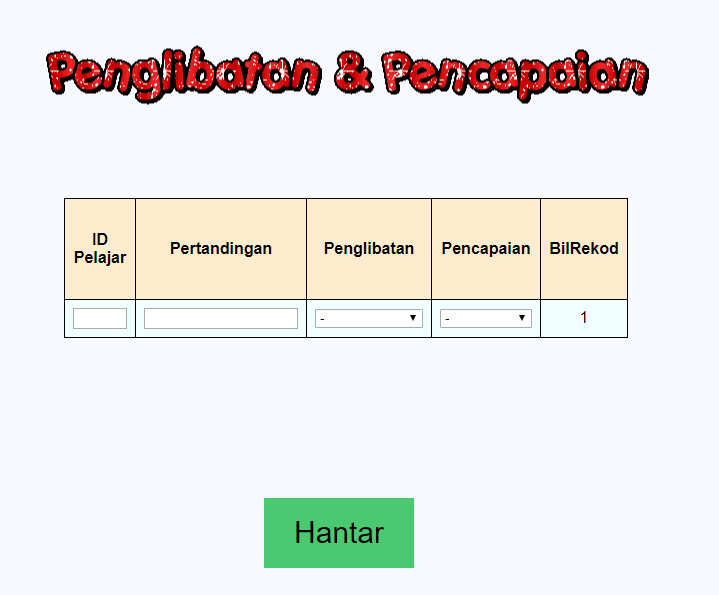 Penglibatan & Pencapaian
ID Pelajar Pertandingan Penglibatan Pencapaian BilRekod
- - 1
Hantar